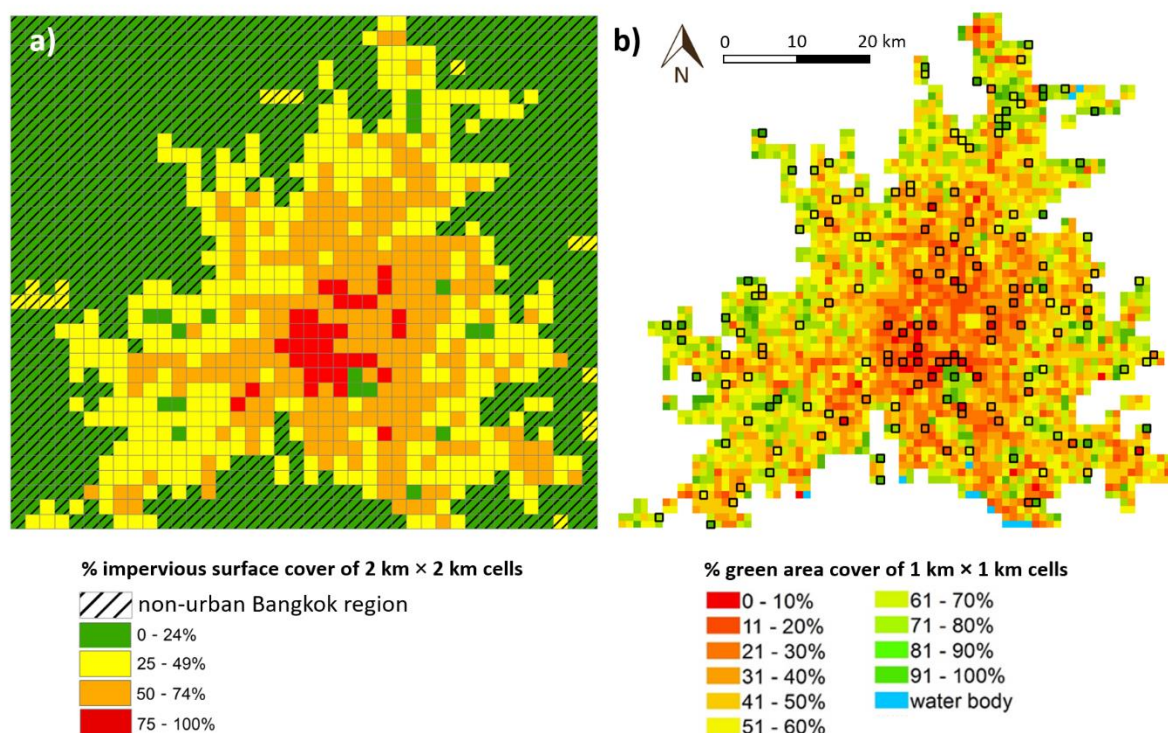 a)
b)
N
0 10 20 km
% impervious surface cover of 2 km × 2 km cells
non-urban Bangkok region
0 - 24%
25 - 49%
50 - 74%
75 - 100%
% green area cover of 1 km × 1 km cells
0 - 10%
11 - 20%
21 - 30%
31 - 40%
41 - 50%
51 - 60%
61 - 70%
71 - 80%
81 - 90%
91 - 100%
water body